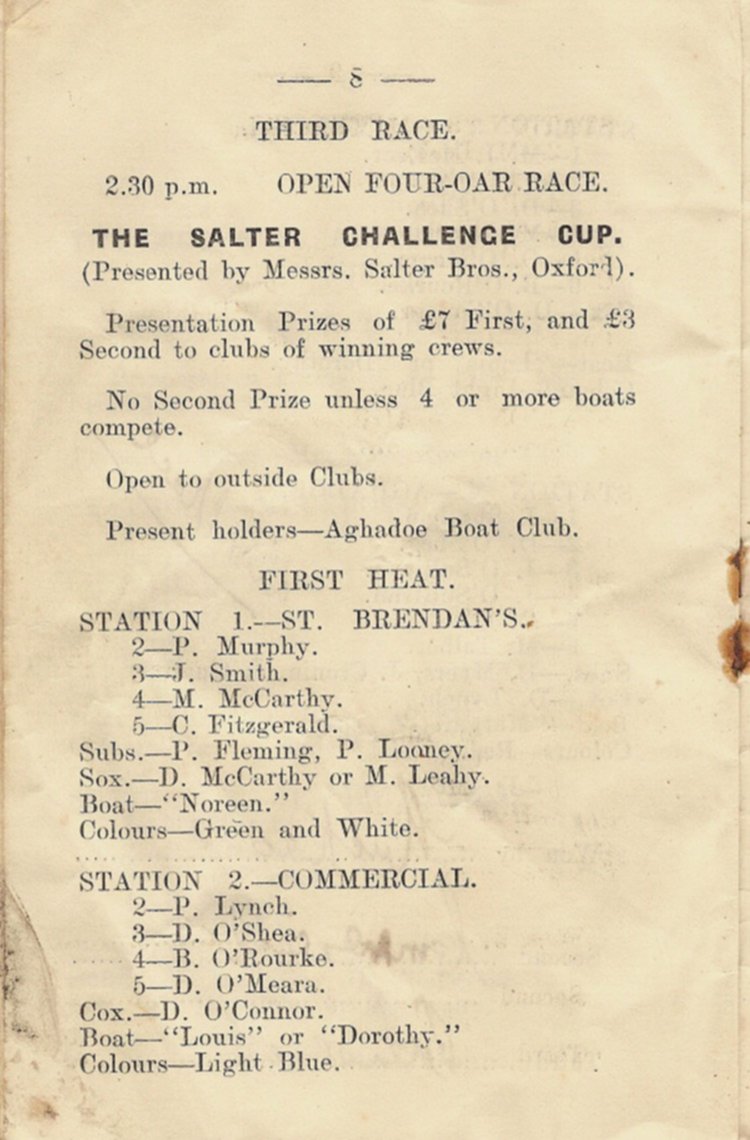 — 8 —
THIRD RACE.
2.30 p.m. OPEN FOUR-OAR RACE.
THE SALTER CHALLENGE CUP.
(Presented by Messrs. Salter Bros., Oxford).
Presentation Prizes of £7 First, and £3
Second to clubs of winning crews.
No Second Prize unless 4 or more boats
compete.
Open to outside Clubs.
Present holders—Aghadoe Boat Club.
FIRST HEAT.
STATION 1.—ST. BRENDAN'S.
2—P. Murphy.
3—J. Smith.
4—M. McCarthy.
5—C. Fitzgerald.
Subs.—P. Fleming, P. Looney.
Sox.—D. McCarthy or M. Leahy.
Boat—"Noreen."
Colours—Green and White.
STATION 2.—COMMERCIAL.
2—P. Lynch.
3—D. O'Shea.
4—B. O'Rourke.
5—D. O'Meara.
Cox.—D. O'Connor.
Boat—"Louis" or "Dorothy."
Colours—Light Blue.